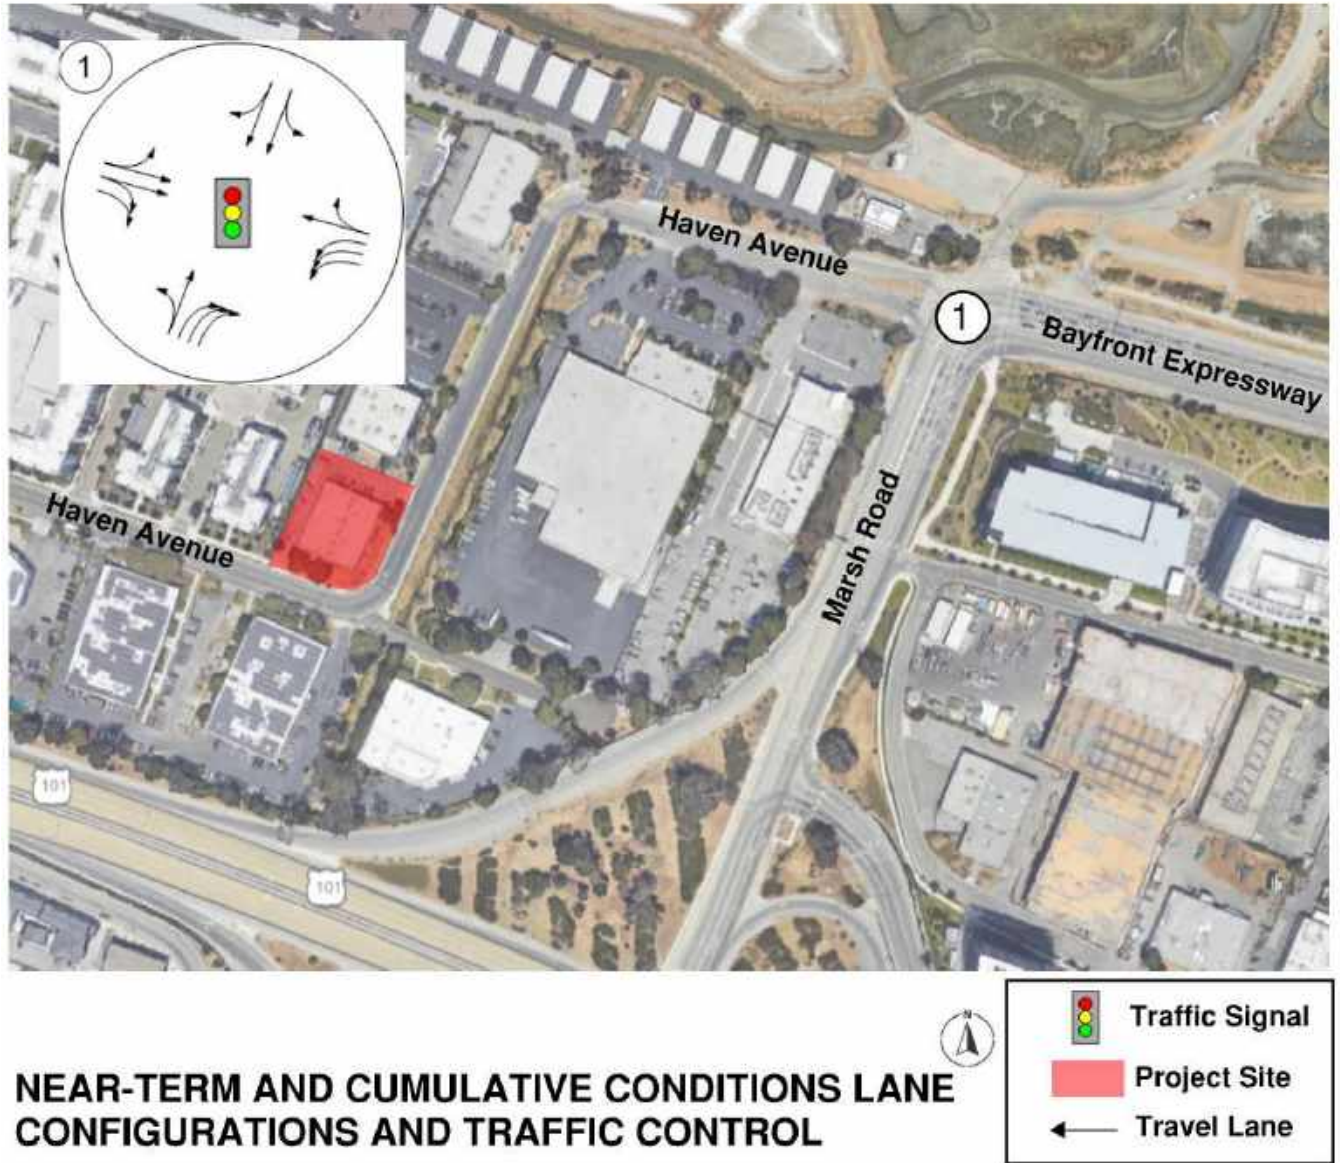 1
Haven Avenue
1
Bayfront Expressway
Marsh Road
Haven Avenue
101
101
N
Traffic Signal
Project Site
Travel Lane
NEAR-TERM AND CUMULATIVE CONDITIONS LANE
CONFIGURATIONS AND TRAFFIC CONTROL